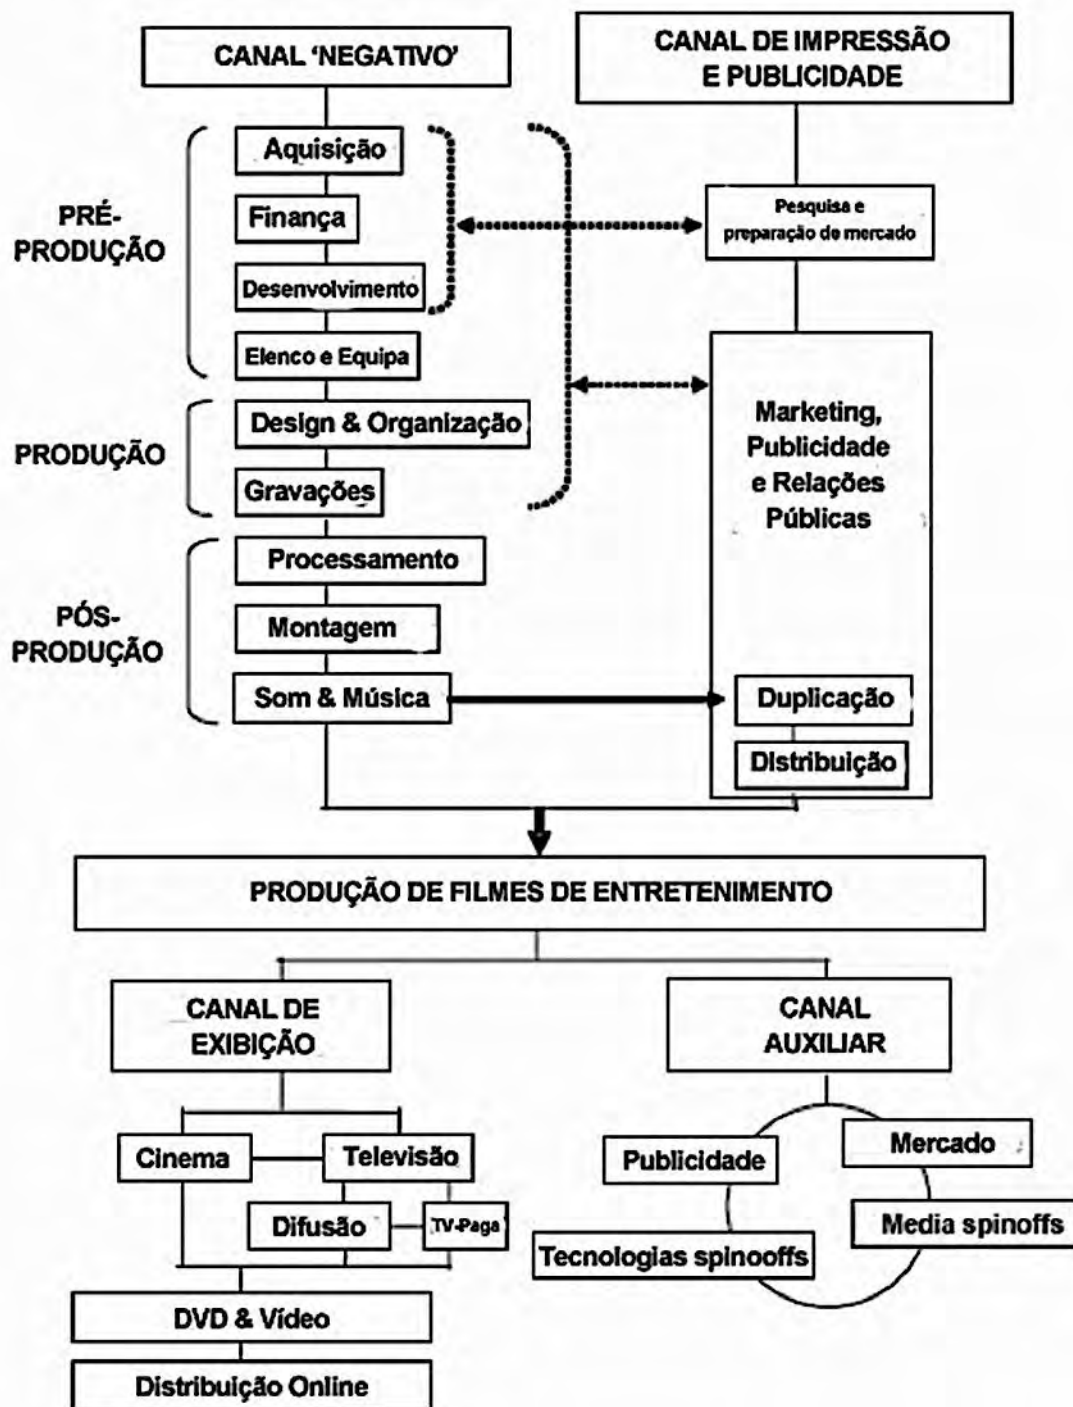 CANAL 'NEGATIVO'
CANAL DE IMPRESSÃO
E PUBLICIDADE
PRÉ-
PRODUÇÃO
Aquisição
Finança
Desenvolvimento
Elenco e Equipa
Pesquisa e
preparação de mercado
PRODUÇÃO
Design & Organização
Gravações
Marketing,
Publicidade
e Relações
Públicas
PÓS-
PRODUÇÃO
Processamento
Montagem
Som & Música
Duplicação
Distribuição
PRODUÇÃO DE FILMES DE ENTRETENIMENTO
CANAL DE
EXIBIÇÃO
CANAL
AUXILIAR
Cinema
Televisão
Difusão
TV-Paga
DVD & Vídeo
Distribuição Online
Publicidade
Mercado
Media spinoffs
Tecnologias spinooffs